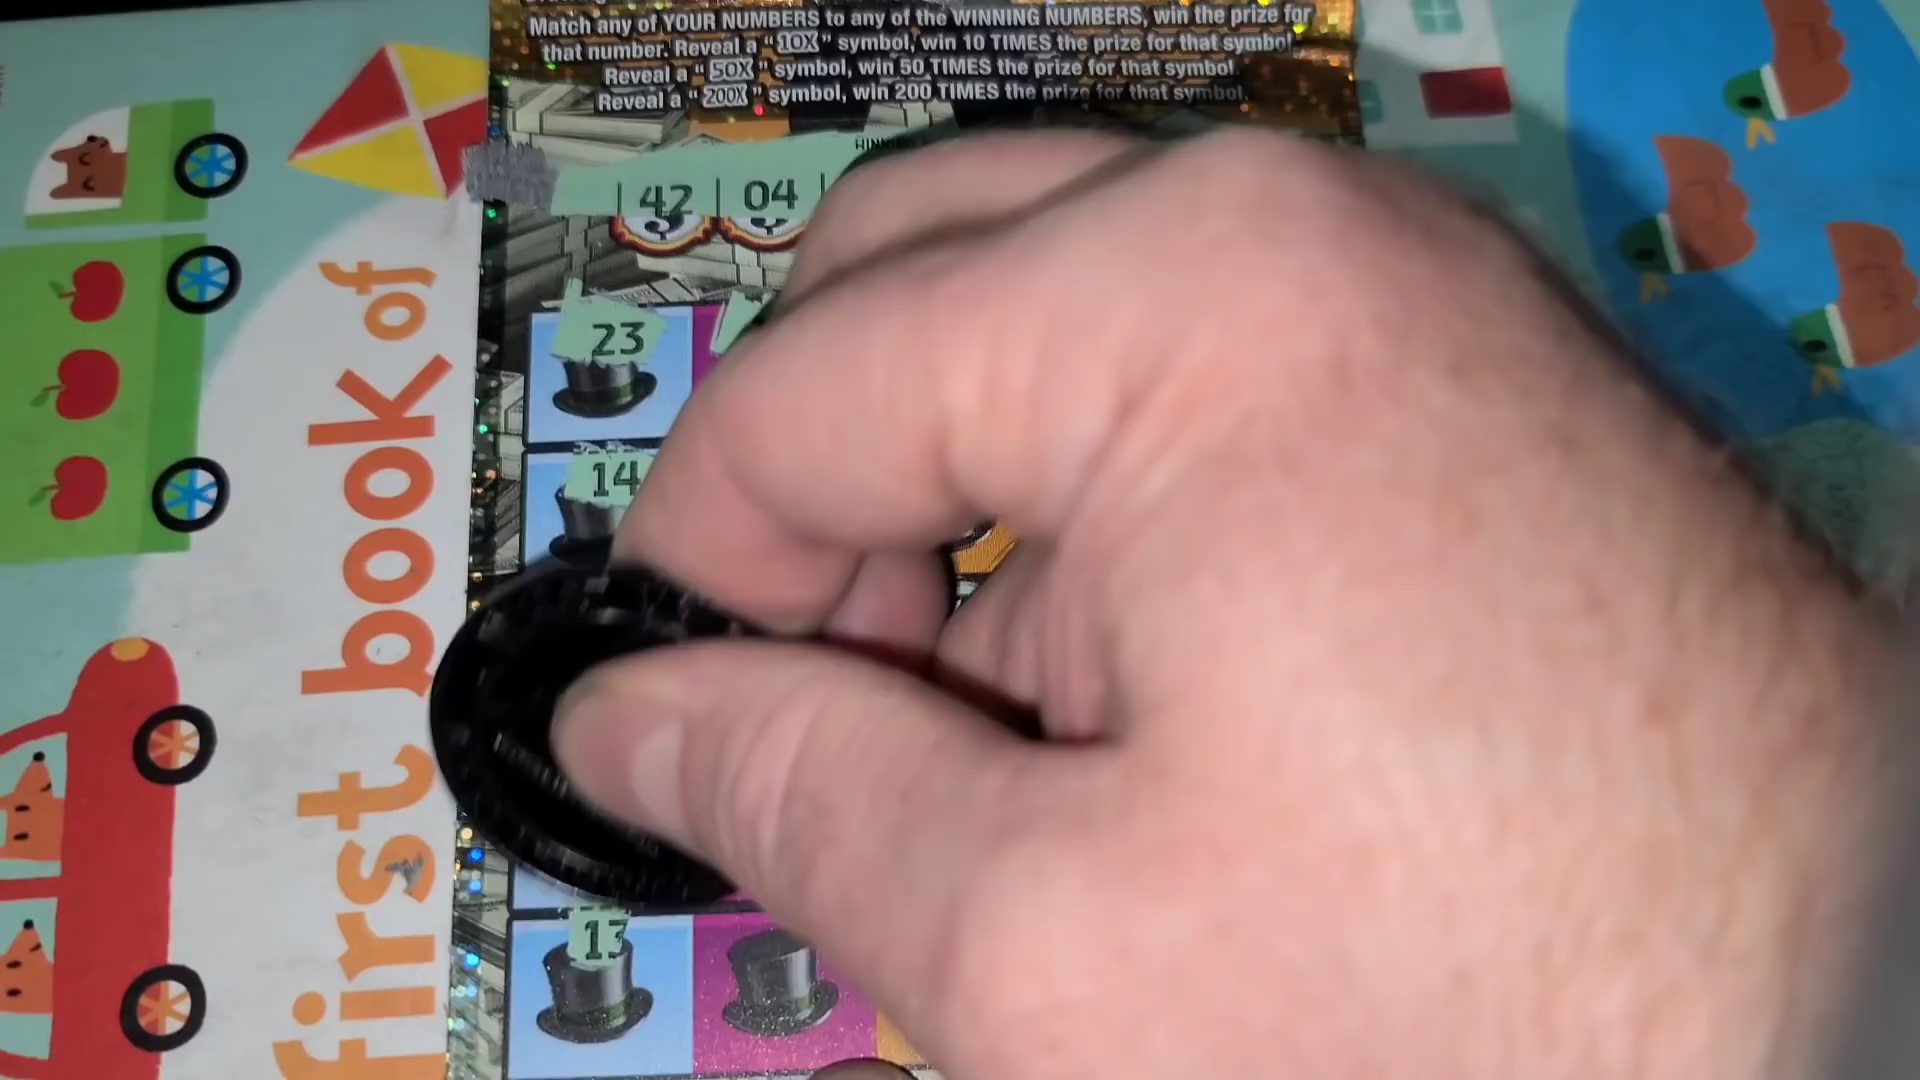 Match any of YOUR NUMBERS to any of the WINNING NUMBERS, win the prize for
that number. Reveal a "10X" symbol, win 10 TIMES the prize for that symbol.
Reveal a "50X" symbol, win 50 TIMES the prize for that symbol.
Reveal a "200X" symbol, win 200 TIMES the prize for that symbol.
42 04
23
14
13
first book of